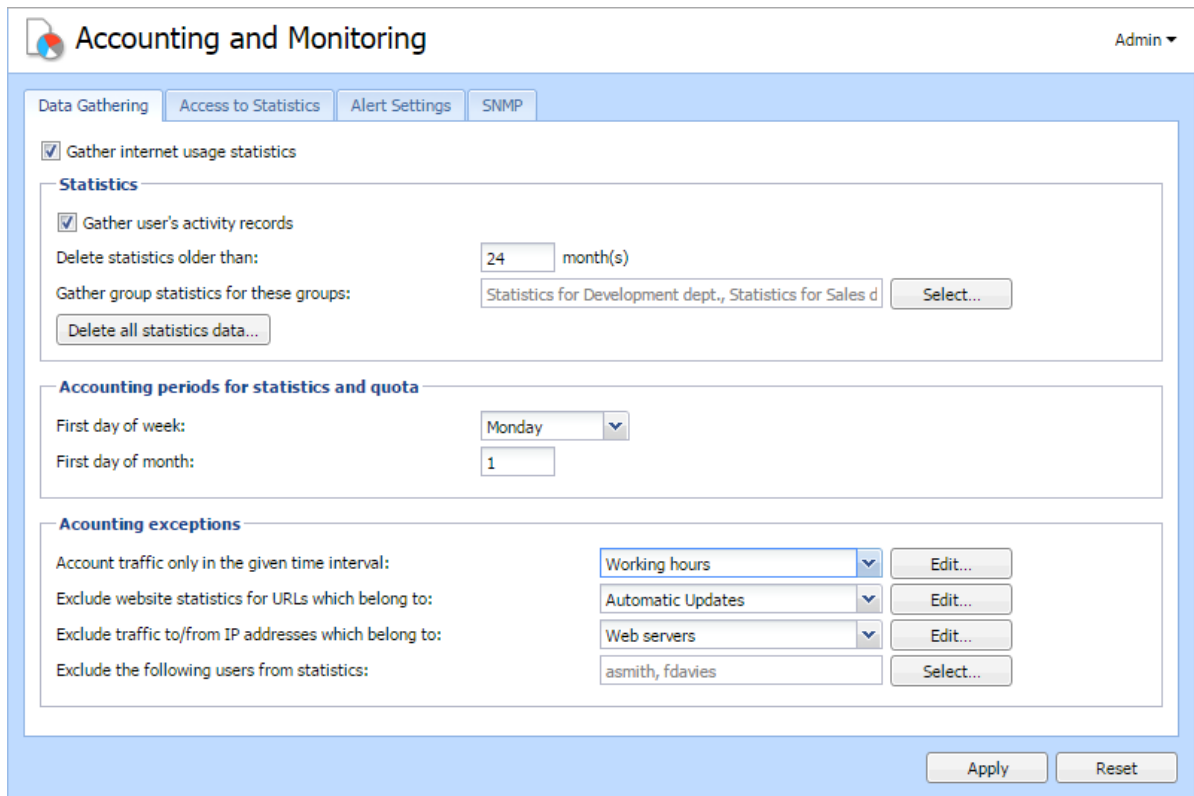 Accounting and Monitoring
Admin
Data Gathering Access to Statistics Alert Settings SNMP
Gather internet usage statistics
Statistics
Gather user's activity records
Delete statistics older than: 24 month(s)
Gather group statistics for these groups: Statistics for Development dept., Statistics for Sales d Select...
Delete all statistics data...
Accounting periods for statistics and quota
First day of week: Monday
First day of month: 1
Acounting exceptions
Account traffic only in the given time interval: Working hours Edit...
Exclude website statistics for URLs which belong to: Automatic Updates Edit...
Exclude traffic to/from IP addresses which belong to: Web servers Edit...
Exclude the following users from statistics: asmith, fdavies Select...
Apply Reset